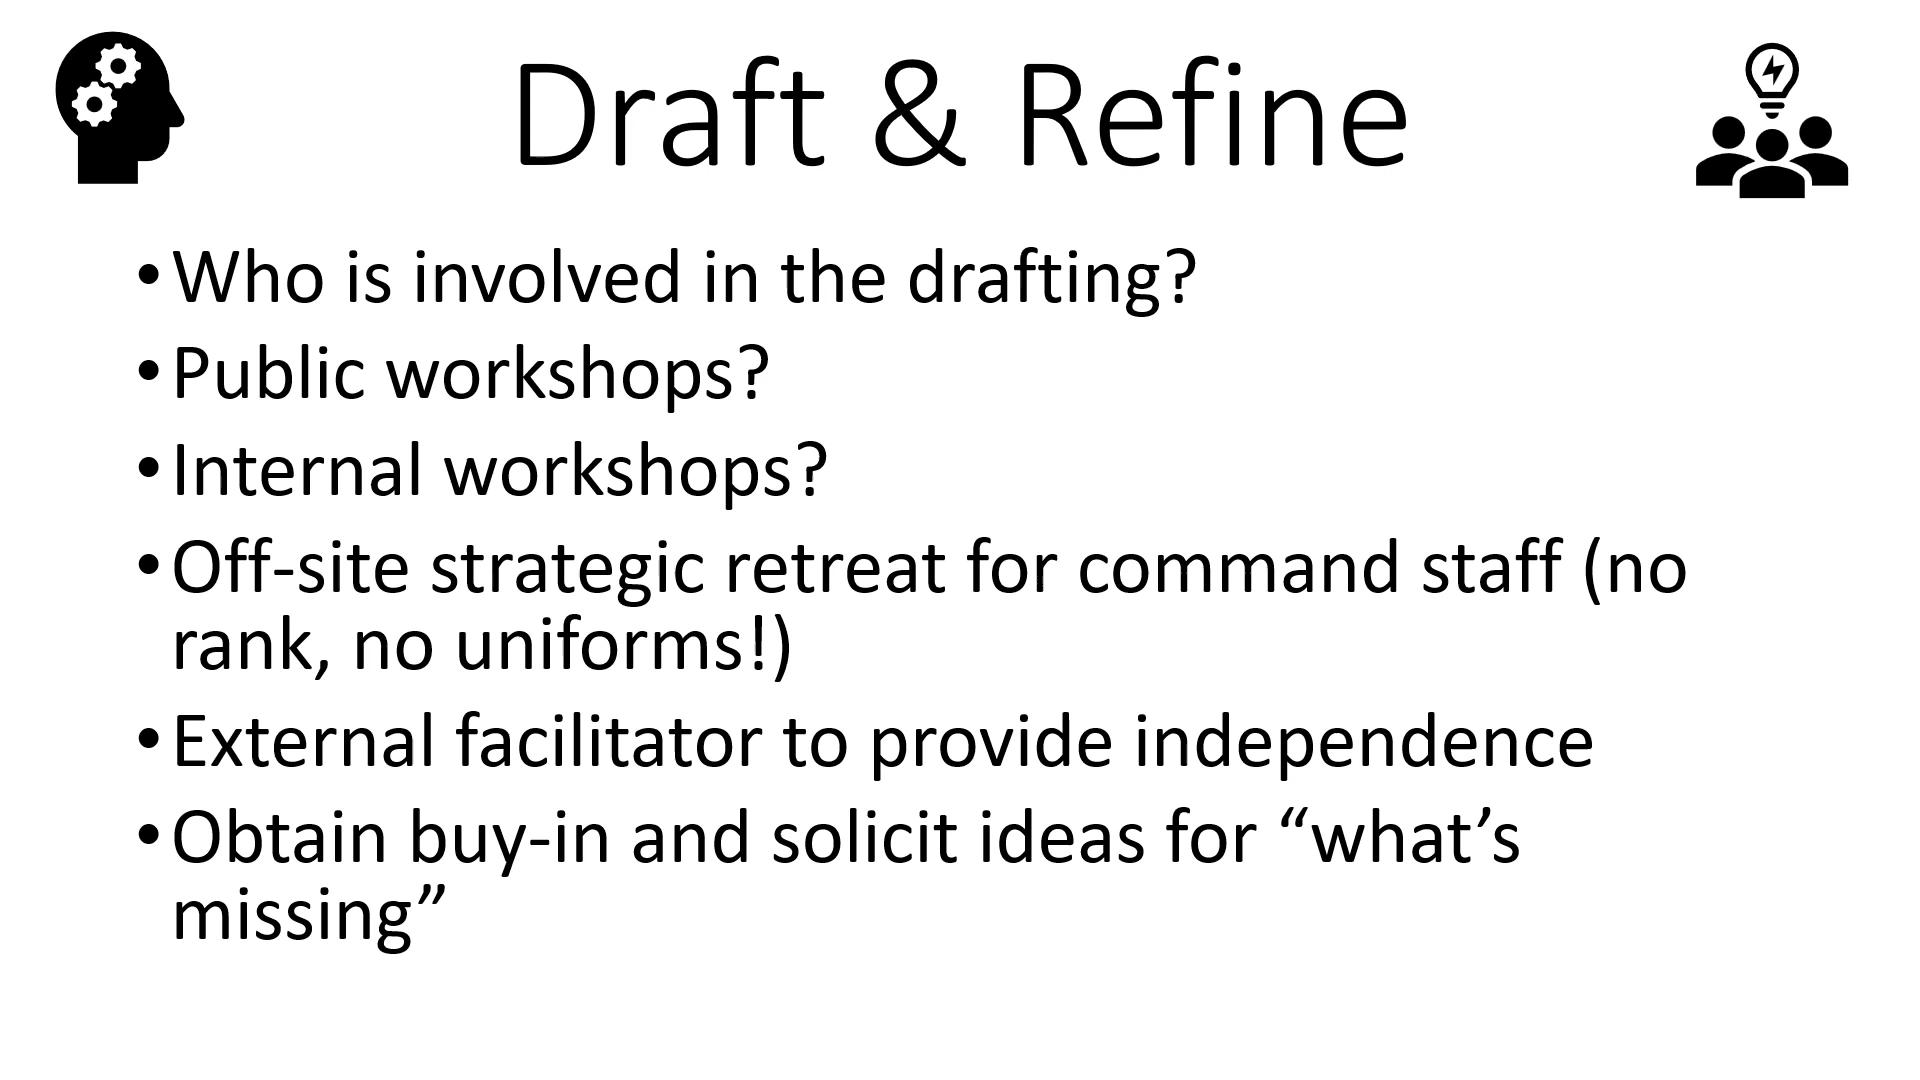 Draft & Refine
•Who is involved in the drafting?
•Public workshops?
•Internal workshops?
•Off-site strategic retreat for command staff (no
rank, no uniforms!)
•External facilitator to provide independence
•Obtain buy-in and solicit ideas for “what’s
missing”